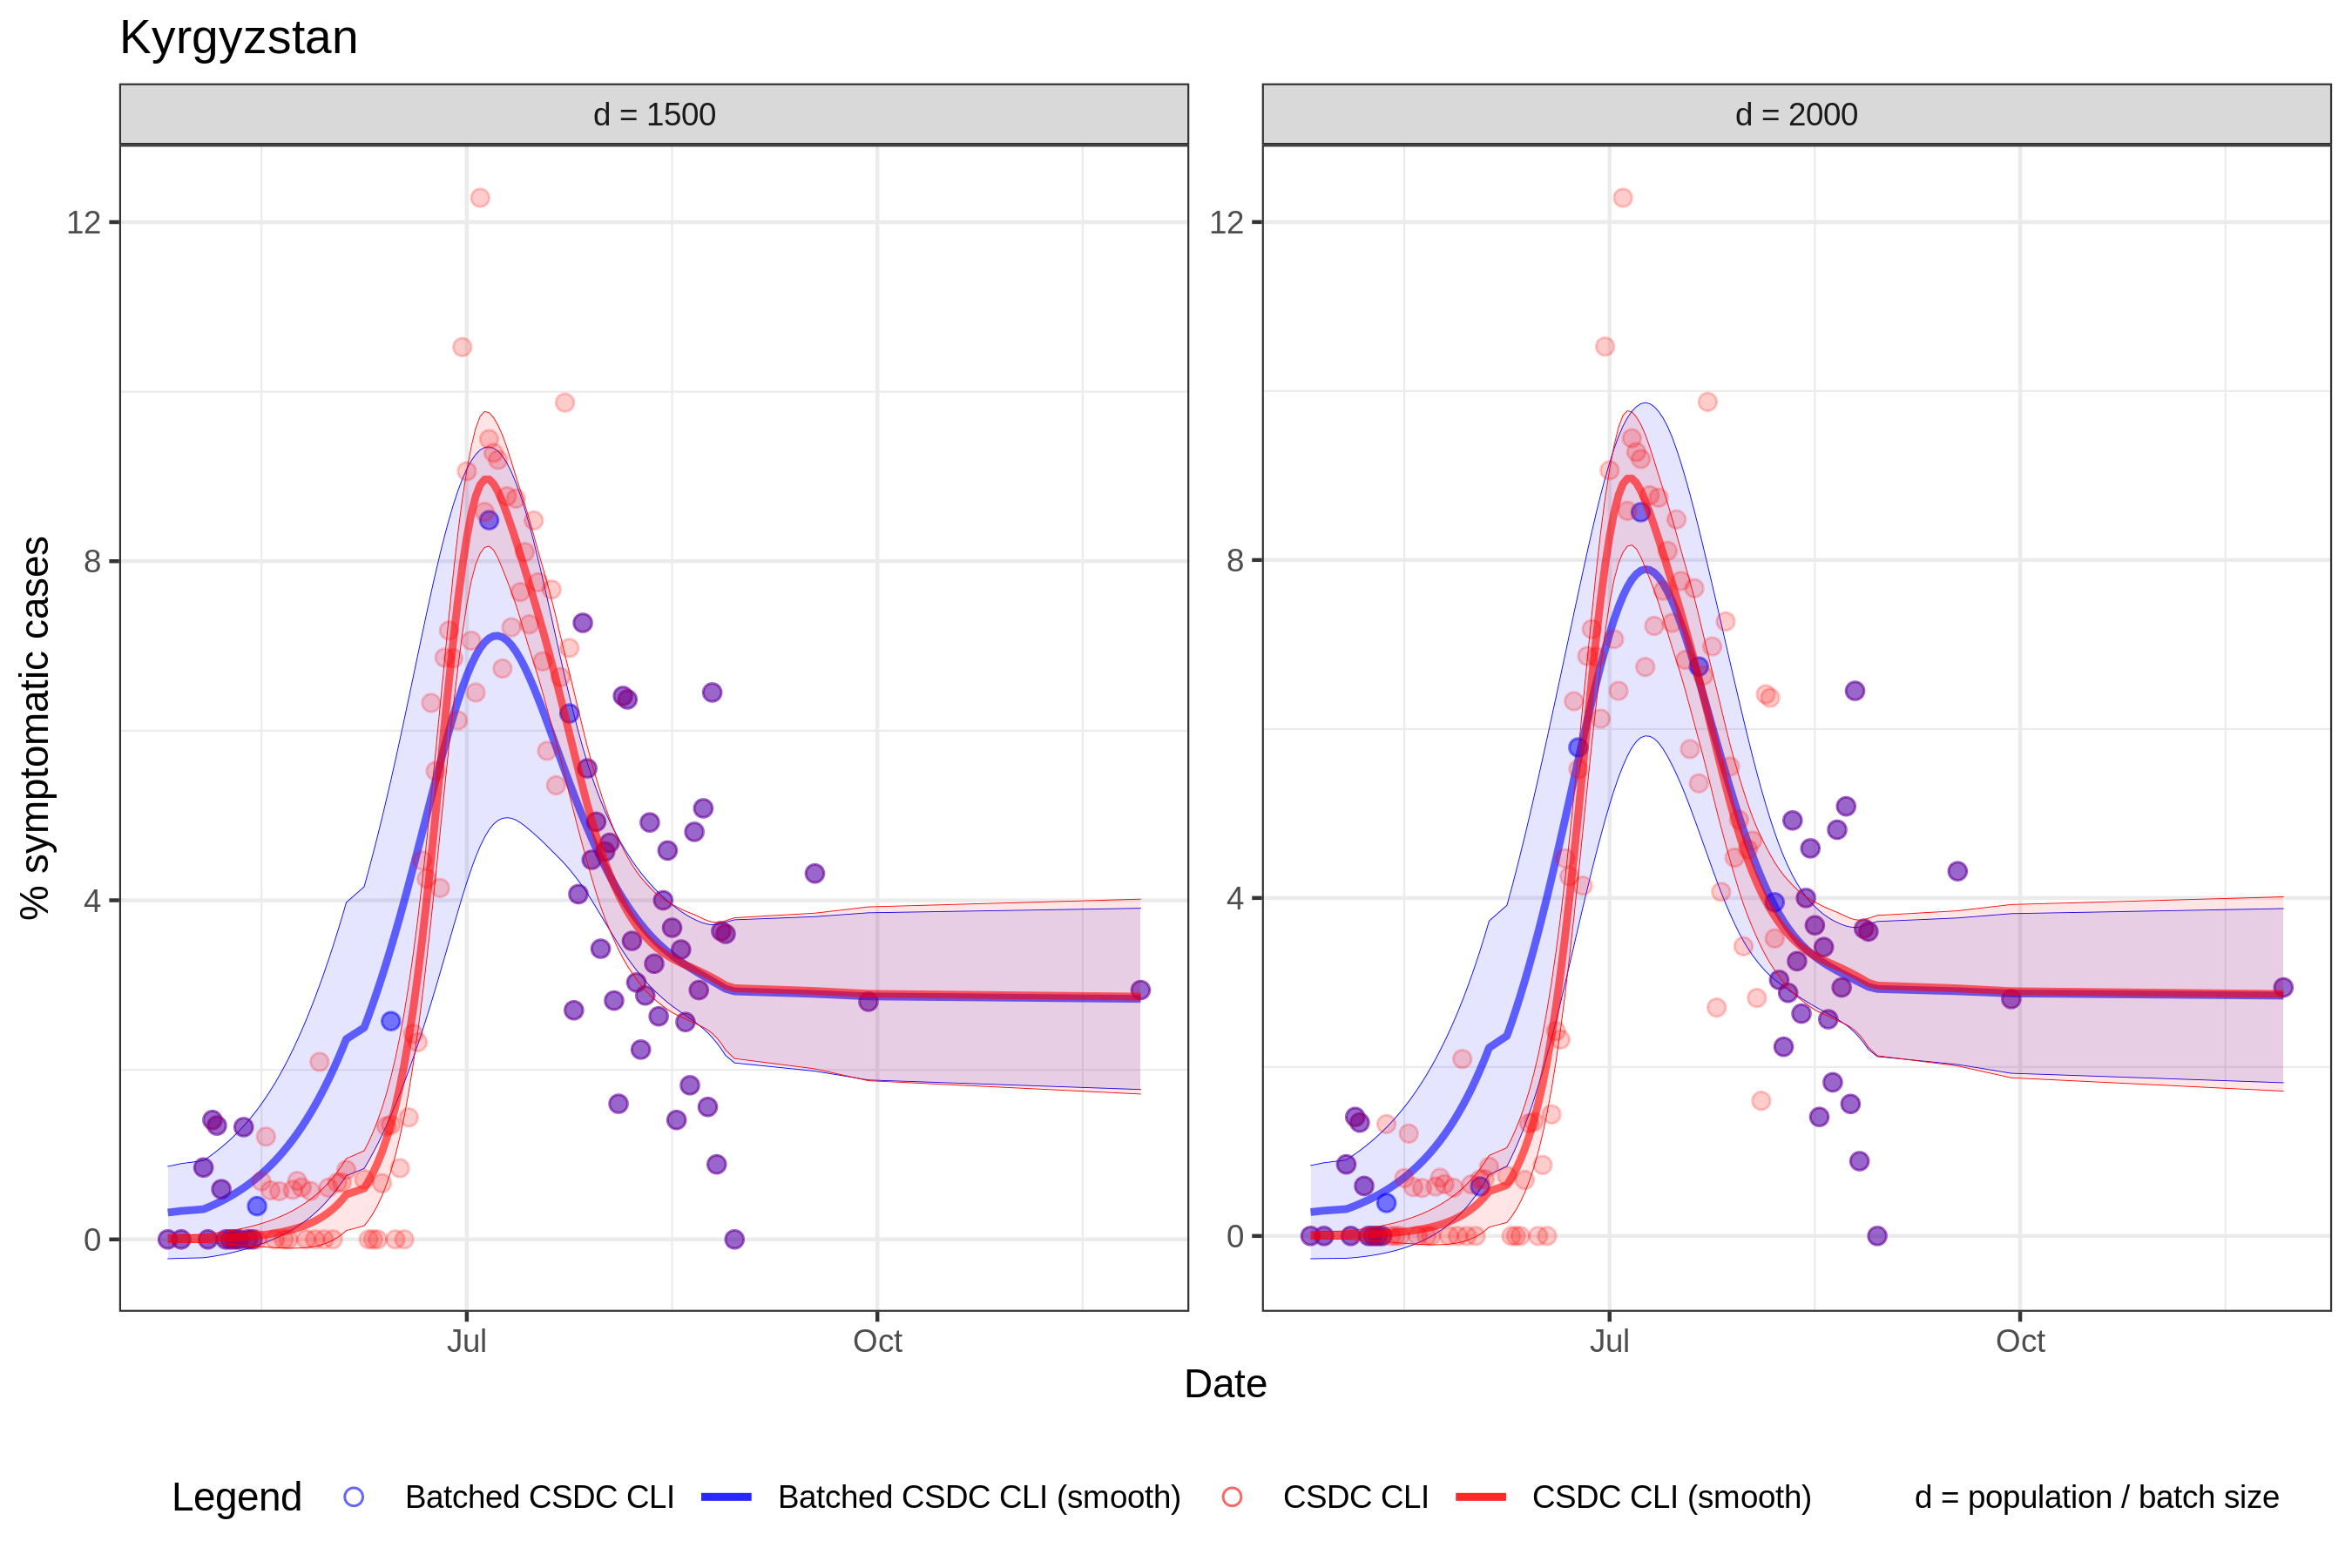 Kyrgyzstan
d = 1500
d = 2000
% symptomatic cases
12
8
4
0
12
8
4
0
Jul
Oct
Jul
Oct
Date
Legend Batched CSDC CLI Batched CSDC CLI (smooth) CSDC CLI CSDC CLI (smooth) d = population / batch size